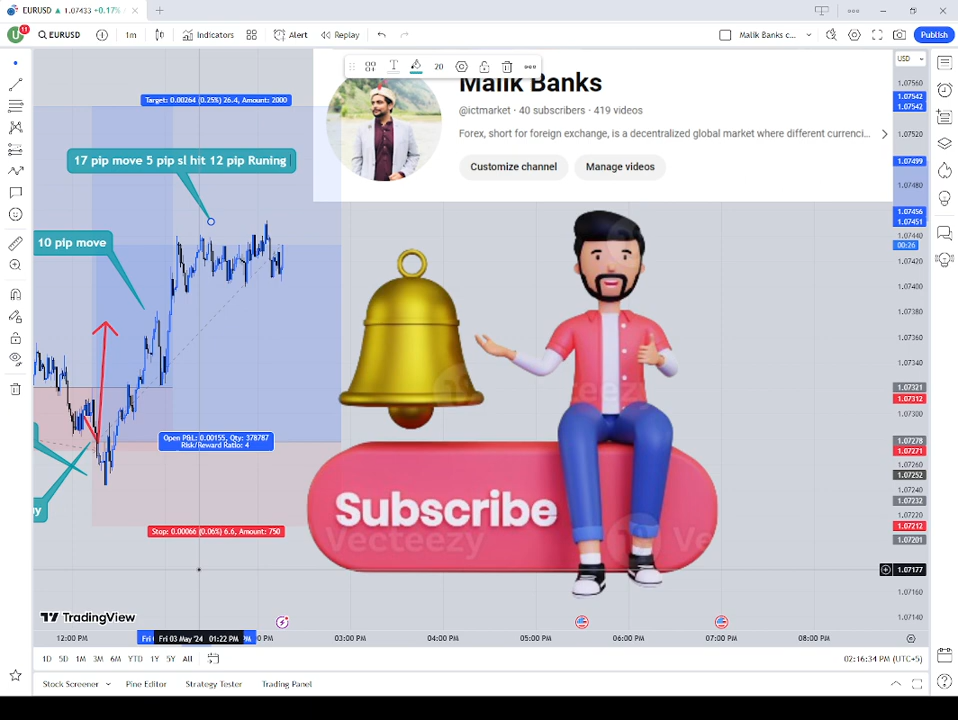 EURUSD ▲ 1.07433 +0.17%
U 11 EURUSD 1m Indicators Alert Replay Malik Banks c... Publish
20
USD
Malik Banks
@ictmarket · 40 subscribers · 419 videos
Forex, short for foreign exchange, is a decentralized global market where different currenci...
Customize channel Manage videos
Target: 0.00264 (0.25%) 26.4, Amount: 2000
17 pip move 5 pip sl hit 12 pip Runing
10 pip move
Open P&L: 0.00155, Qty: 378787
Risk/Reward Ratio: 4
Stop: 0.00066 (0.06%) 6.6, Amount: 750
Subscribe
Vecteezy
1.07560
1.07542
1.07542
1.07520
1.07499
1.07480
1.07456
1.07451
1.07440
00:26
1.07420
1.07400
1.07380
1.07360
1.07340
1.07321
1.07312
1.07300
1.07278
1.07271
1.07260
1.07252
1.07240
1.07232
1.07220
1.07212
1.07201
1.07177
1.07160
1.07140
TradingView
12:00 PM Fri 03 May '24 01:22 PM 03:00 PM 04:00 PM 05:00 PM 06:00 PM 07:00 PM 08:00 PM
1D 5D 1M 3M 6M YTD 1Y 5Y All 02:16:34 PM (UTC+5)
Stock Screener Pine Editor Strategy Tester Trading Panel